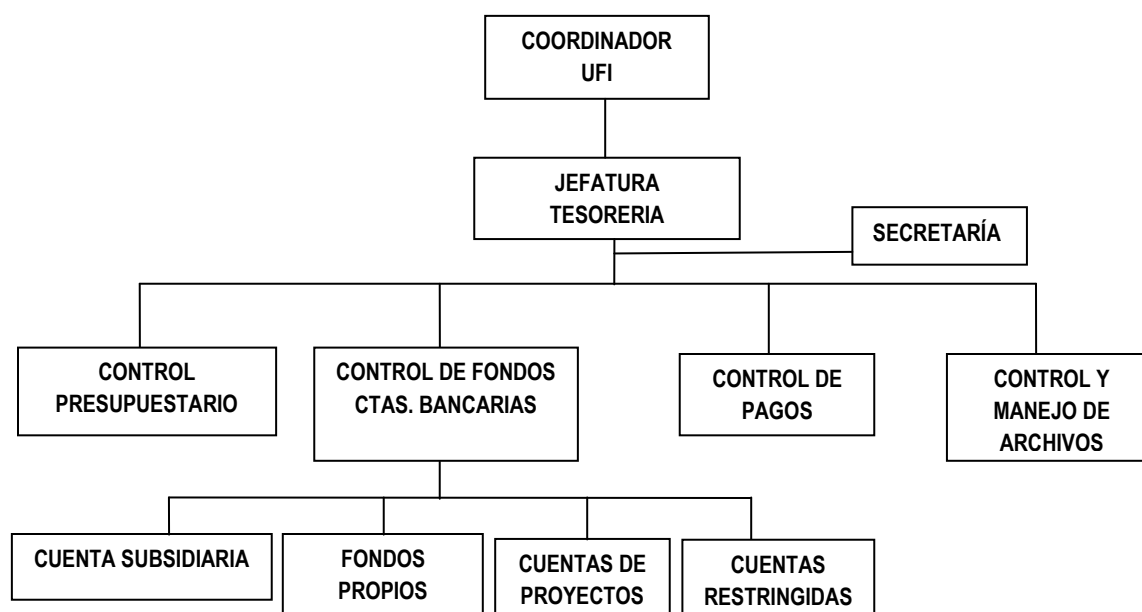 COORDINADOR
UFI
JEFATURA
TESORERIA
SECRETARÍA
CONTROL
PRESUPUESTARIO
CONTROL DE FONDOS
CTAS. BANCARIAS
CONTROL DE
PAGOS
CONTROL Y
MANEJO DE
ARCHIVOS
CUENTA SUBSIDIARIA
FONDOS
PROPIOS
CUENTAS DE
PROYECTOS
CUENTAS
RESTRINGIDAS